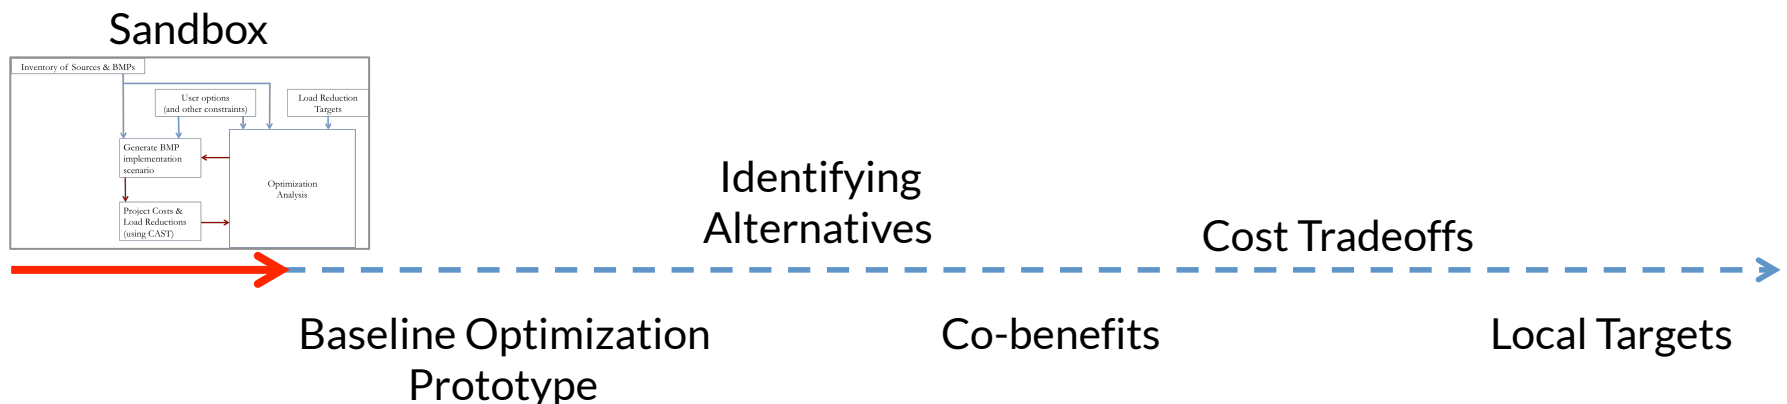 Sandbox
Inventory of Sources & BMPs
User options
(and other constraints)
Load Reduction
Targets
Generate BMP
implementation
scenario
Optimization
Analysis
Project Costs &
Load Reductions
(using CAST)
Identifying
Alternatives
Cost Tradeoffs
Baseline Optimization
Prototype
Co-benefits
Local Targets